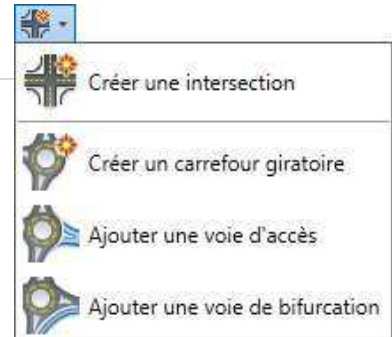 Créer une intersection
Créer un carrefour giratoire
Ajouter une voie d'accès
Ajouter une voie de bifurcation